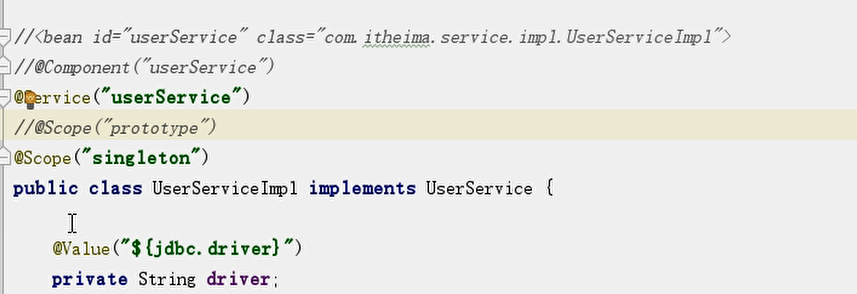 //<bean id="userService" class="com.itheima.service.impl.UserServiceImpl">
//@Component("userService")
@Service("userService")
//@Scope("prototype")
@Scope("singleton")
public class UserServiceImpl implements UserService {
@Value("${jdbc.driver}")
private String driver;